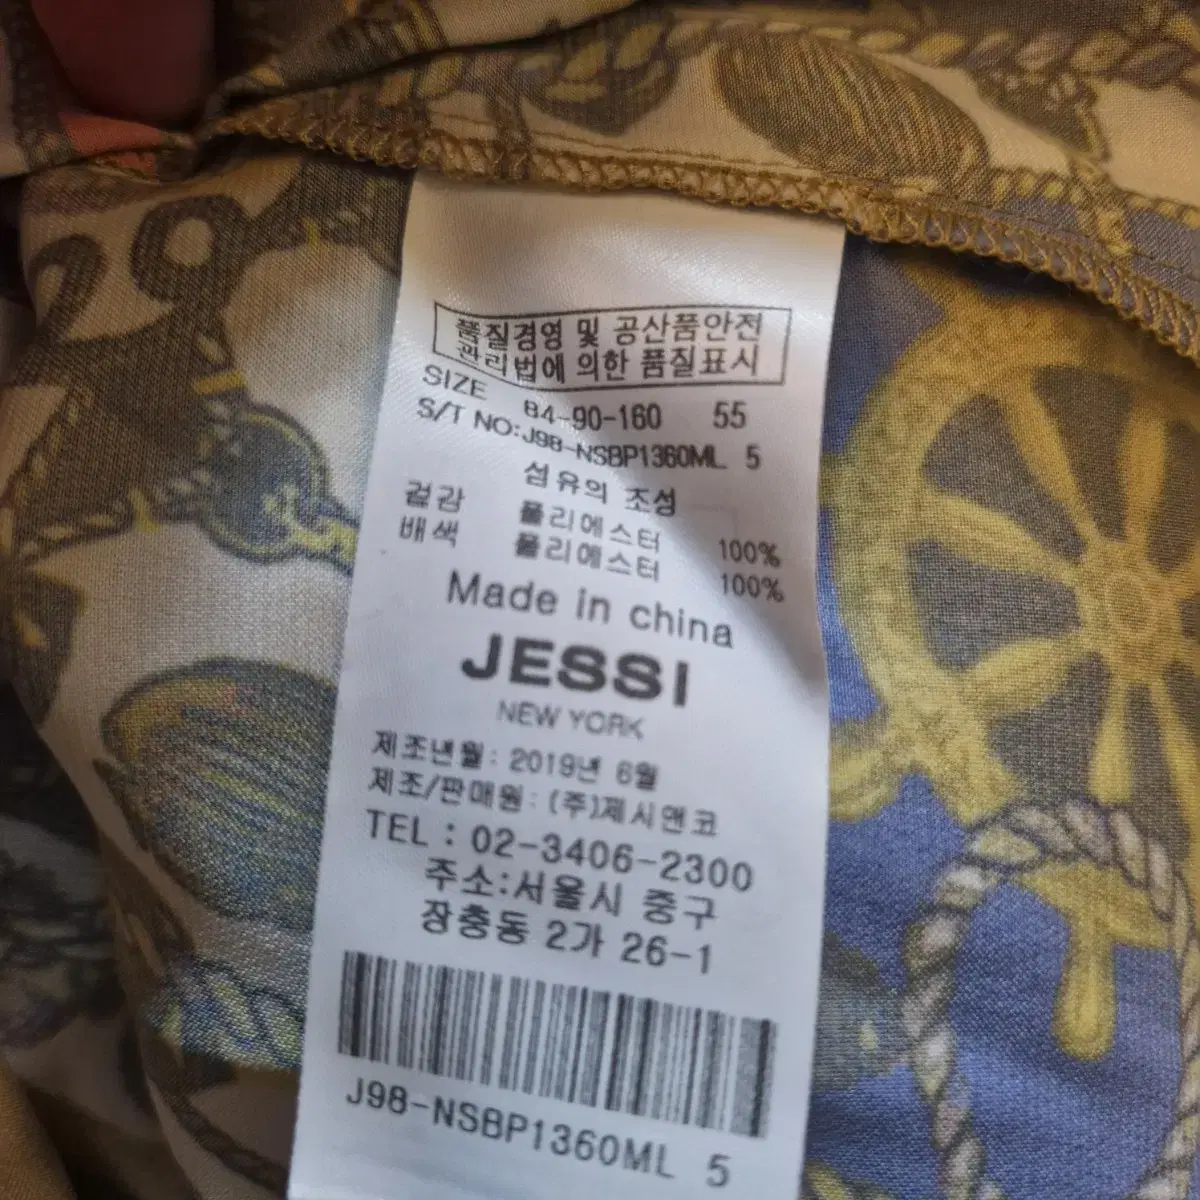 품질경영 및 공산품안전
관리법에 의한 품질표시
SIZE 84-90-160 55
S/T NO:J98-NSBP1360ML 5
섬유의 조성
겉감 폴리에스터 100%
배색 폴리에스터 100%
Made in china
JESSI
NEW YORK
제조년월: 2019년 6월
제조/판매원: (주)제시앤코
TEL : 02-3406-2300
주소:서울시 중구
장충동 2가 26-1
J98-NSBP1360ML 5
29